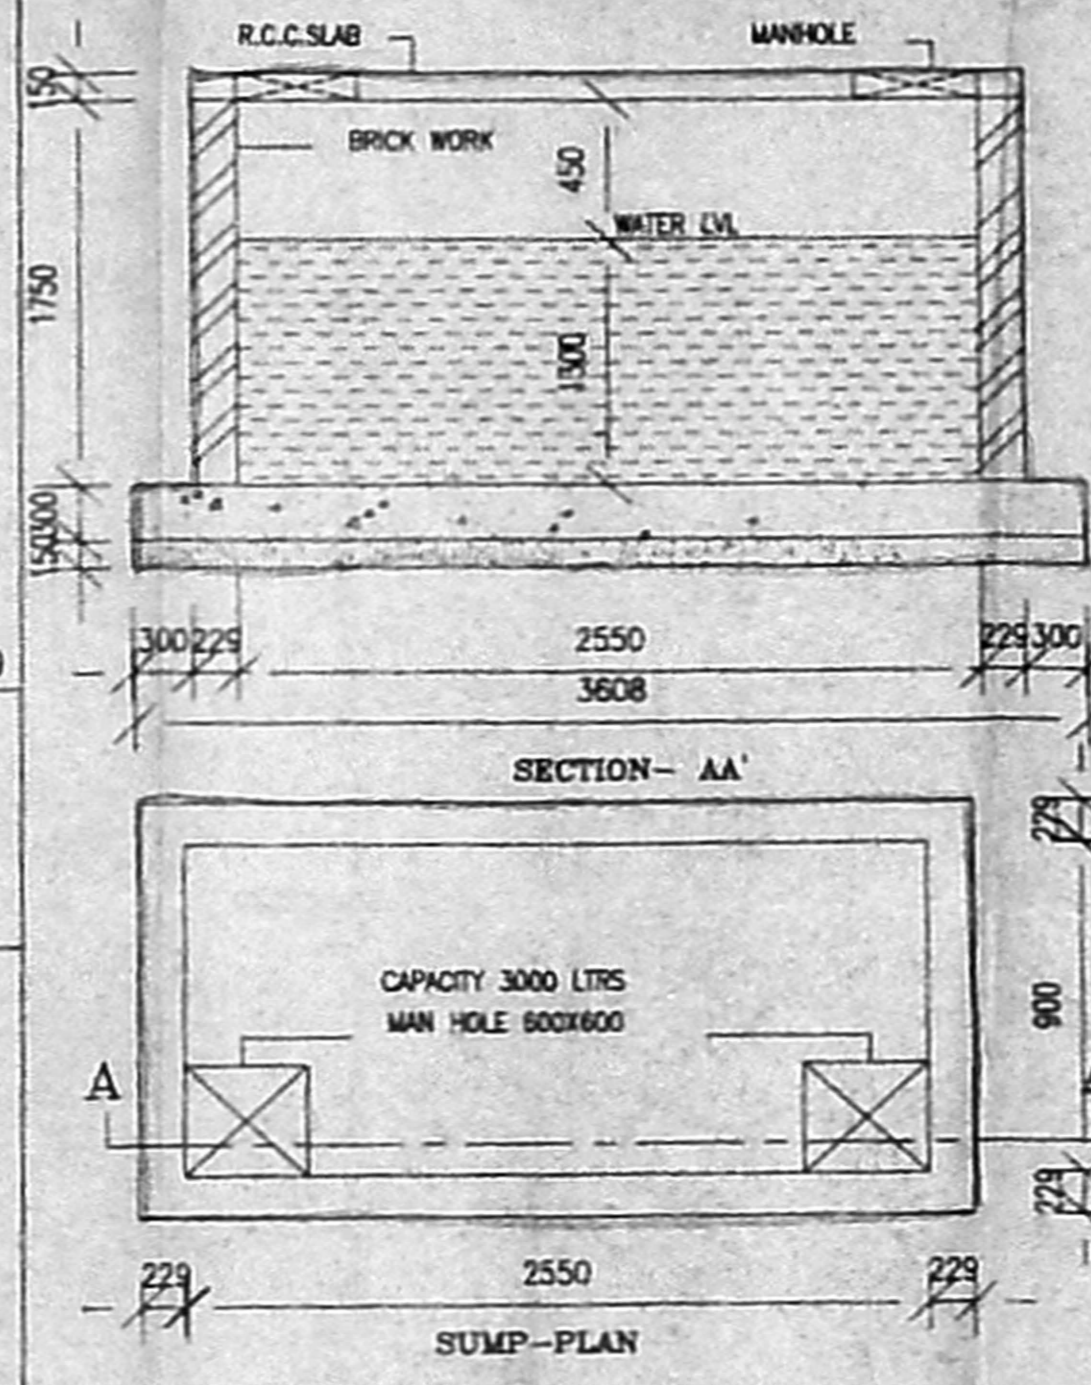 R.C.C.SLAB
MANHOLE
150
BRICK WORK
450
WATER LVL
1750
1300
300
150
300 229 2550 229 300
3608
SECTION- AA'
229
CAPACITY 3000 LTRS
MAN HOLE 600X600
900
A
229
229 2550 229
SUMP-PLAN